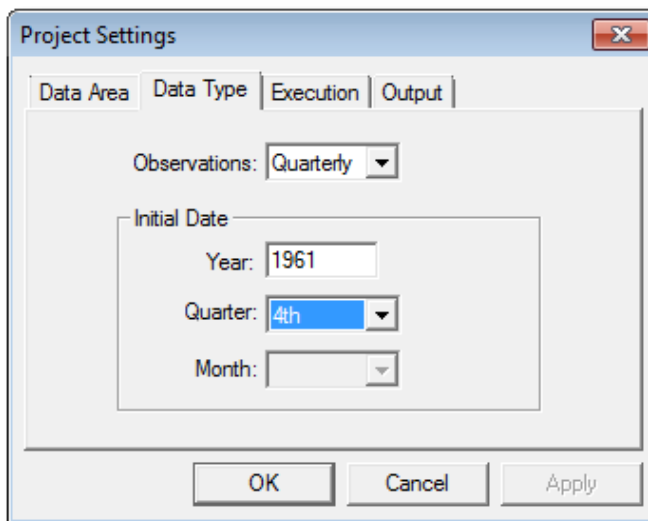 Project Settings
Data Area Data Type Execution Output
Observations: Quarterly
Initial Date
Year: 1961
Quarter: 4th
Month:
OK Cancel Apply